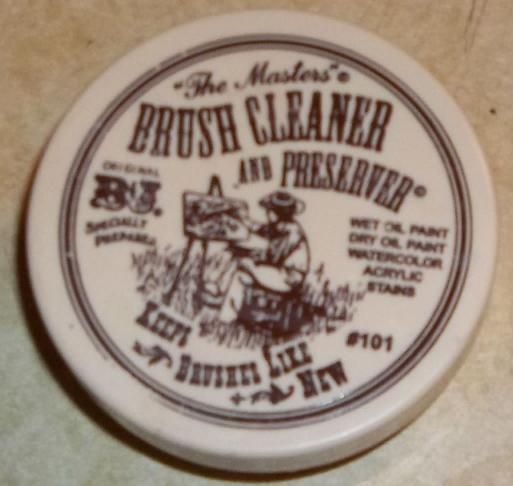 "The Masters"©
BRUSH CLEANER
AND PRESERVER©
ORIGINAL
B&J.
SPECIALLY
PREPARED
WET OIL PAINT
DRY OIL PAINT
WATERCOLOR
ACRYLIC
STAINS
#101
KEEPS
BRUSHES LIKE
NEW